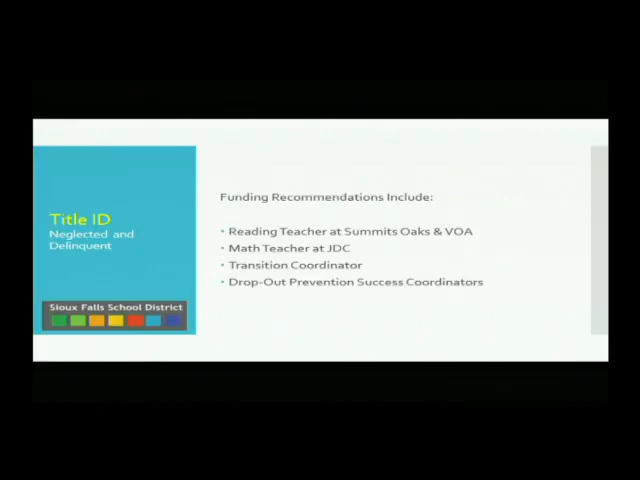 Title ID
Neglected and
Delinquent
Sioux Falls School District
Funding Recommendations Include:
• Reading Teacher at Summits Oaks & VOA
• Math Teacher at JDC
• Transition Coordinator
• Drop-Out Prevention Success Coordinators